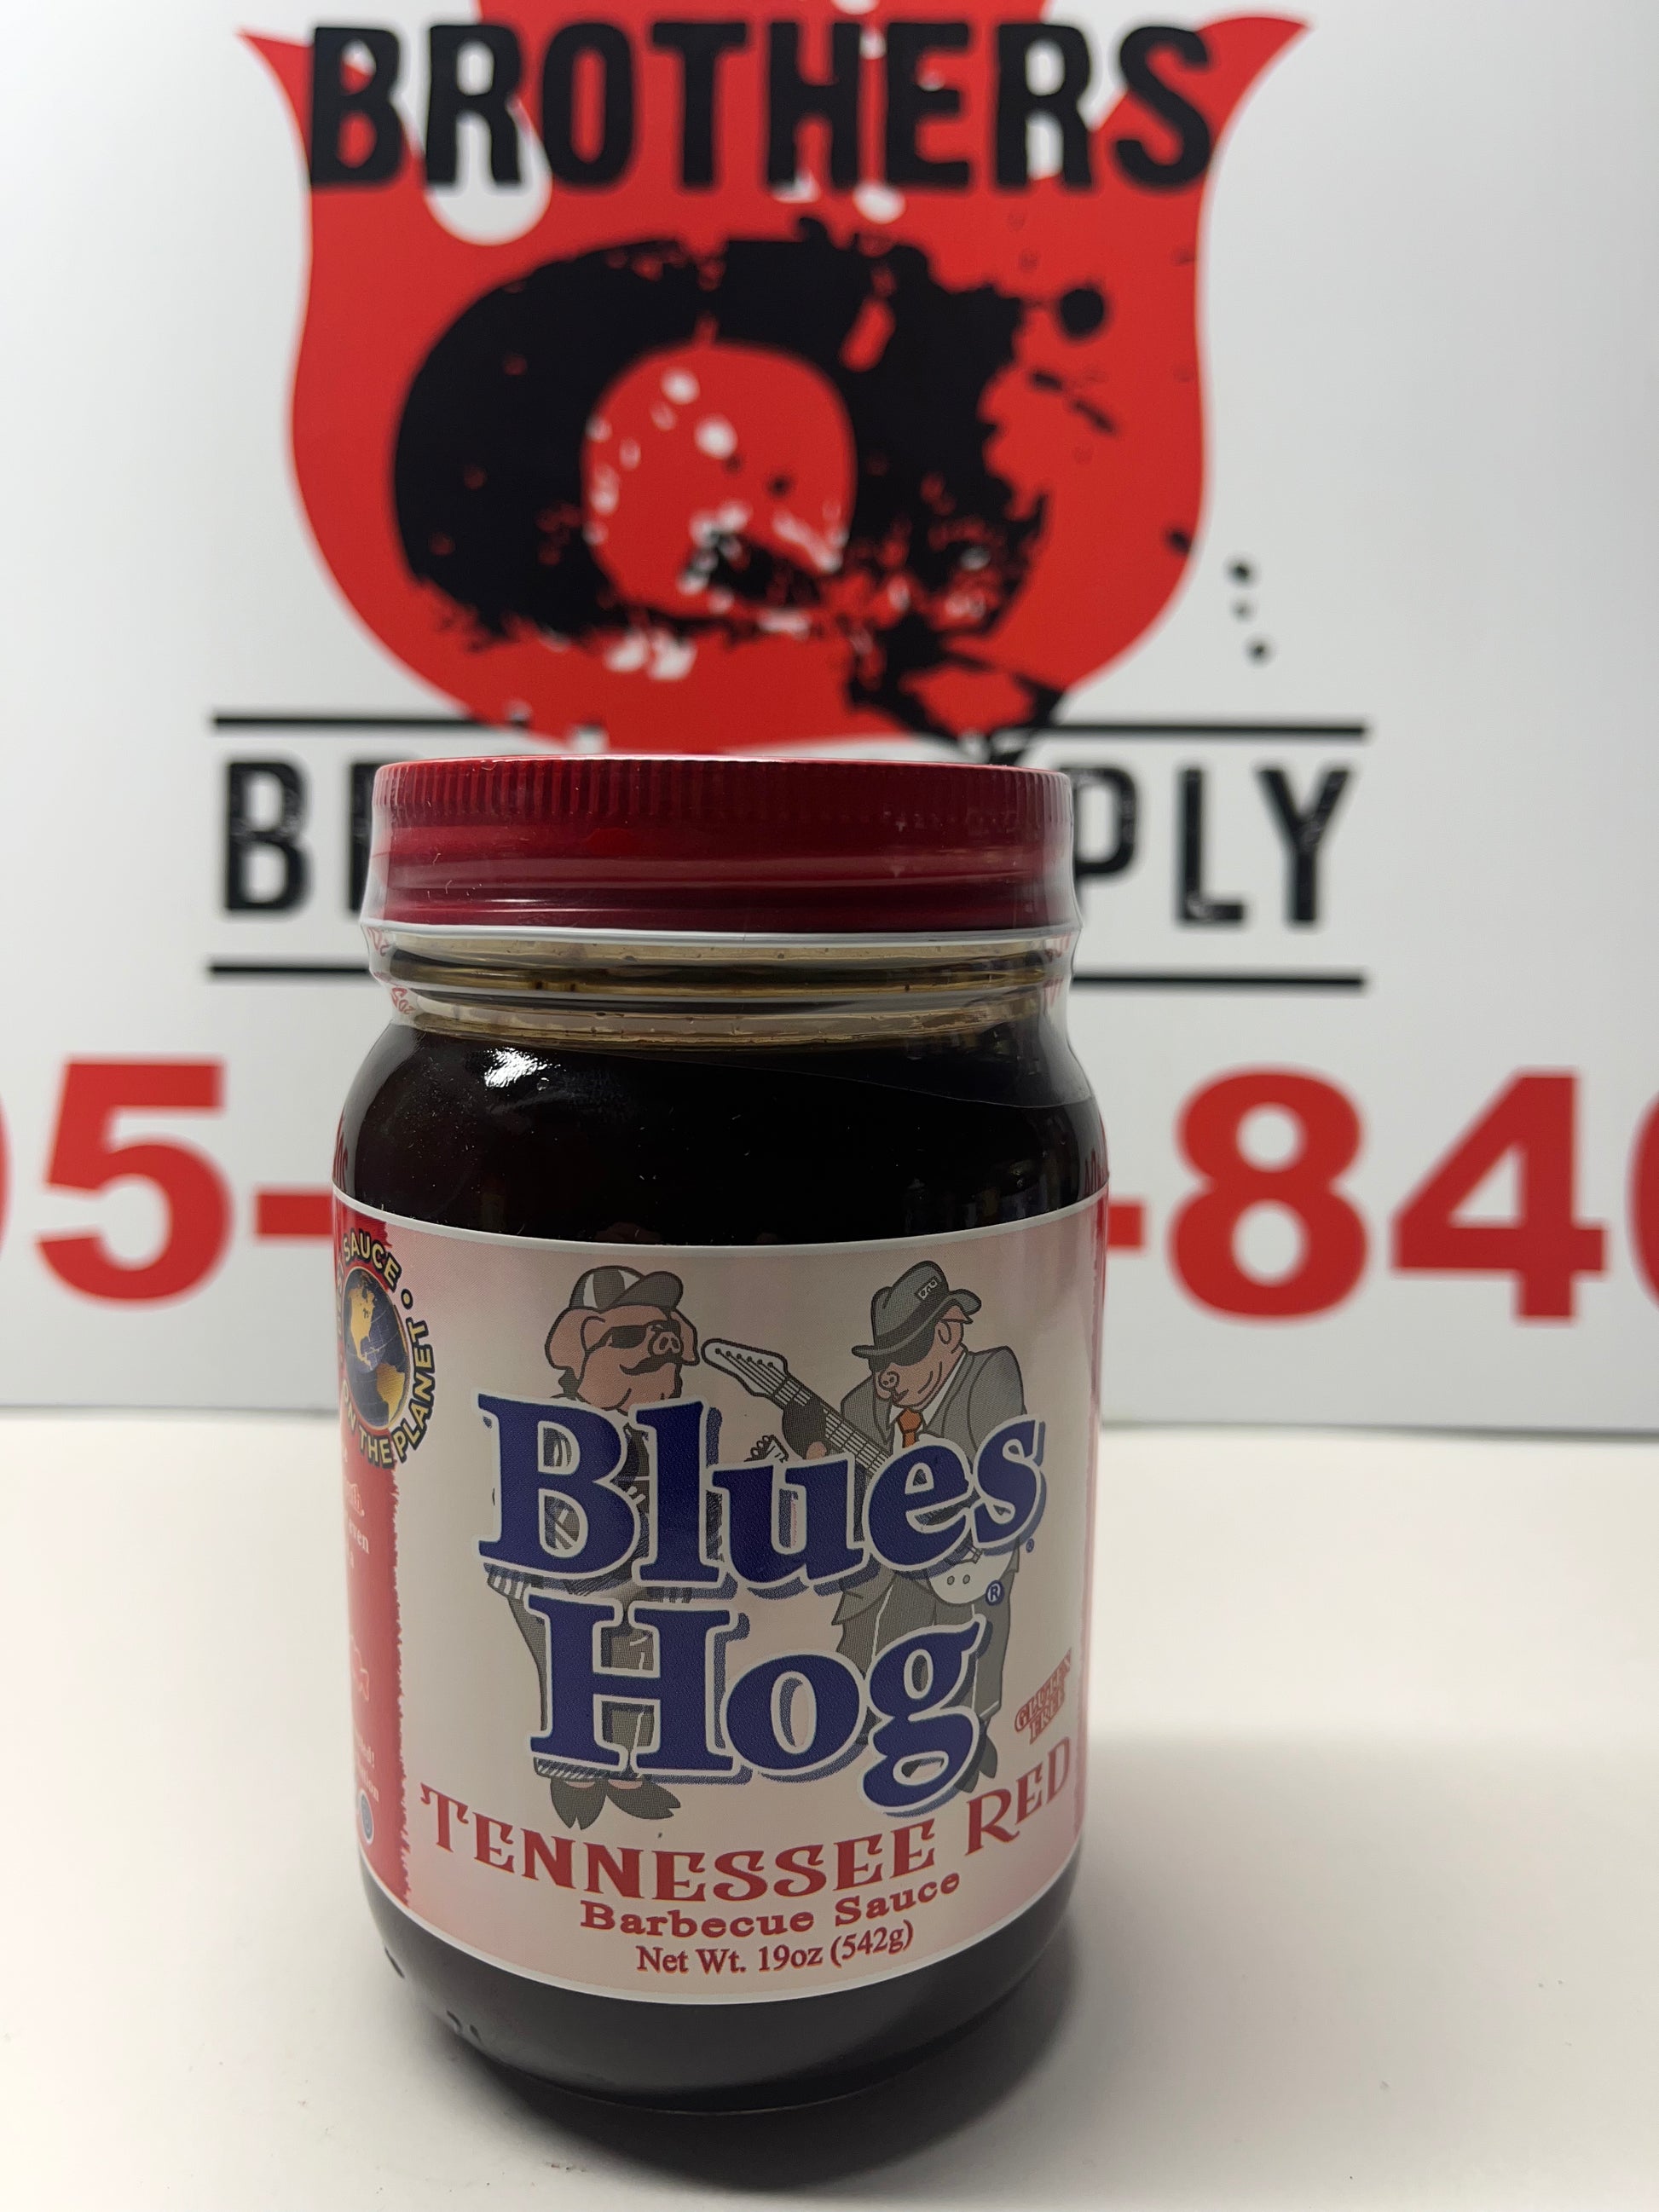 BROTHERS
Q
PLY
5-
-84
SAUCE •
ON THE PLANET
Blues
Hog®
GLUTEN
FREE
TENNESSEE RED
Barbecue Sauce
Net Wt. 19oz (542g)